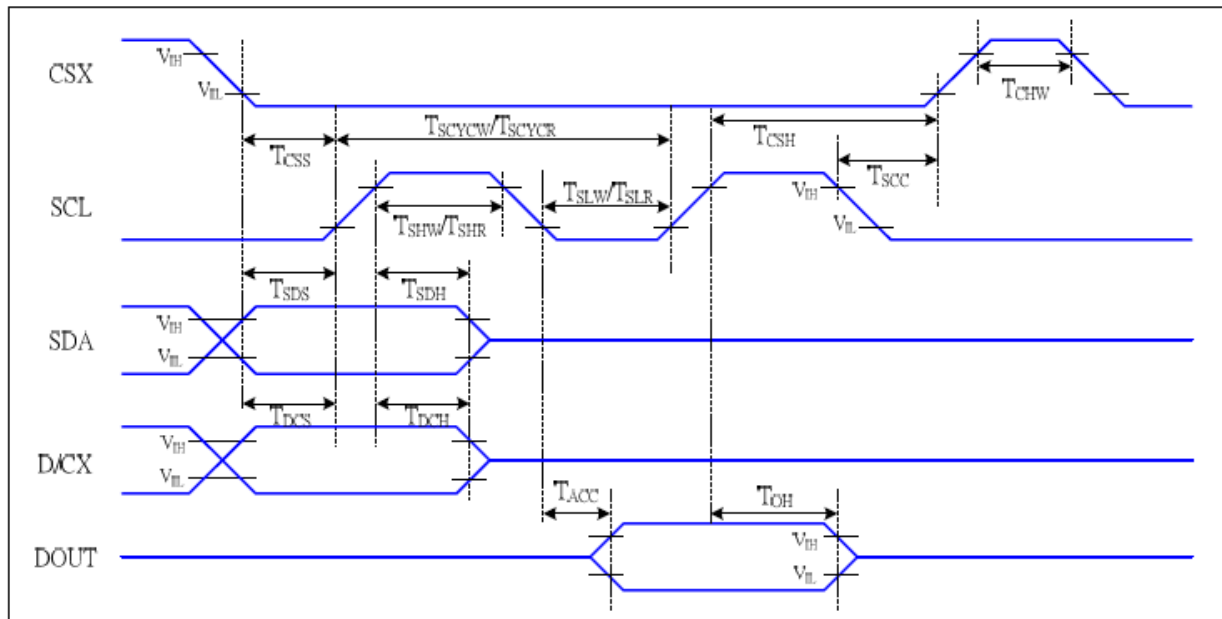 CSX
VIH
VIL
TCHW
TSCYCW/TSCYCR
TCSS
TCSH
TSCC
SCL
TSLW/TSLR
VIH
TSHW/TSHR
VIL
TSDS
TSDH
SDA
VIH
VIL
TDCS
TDCH
D/CX
VIH
VIL
TACC
TOH
DOUT
VIH
VIL